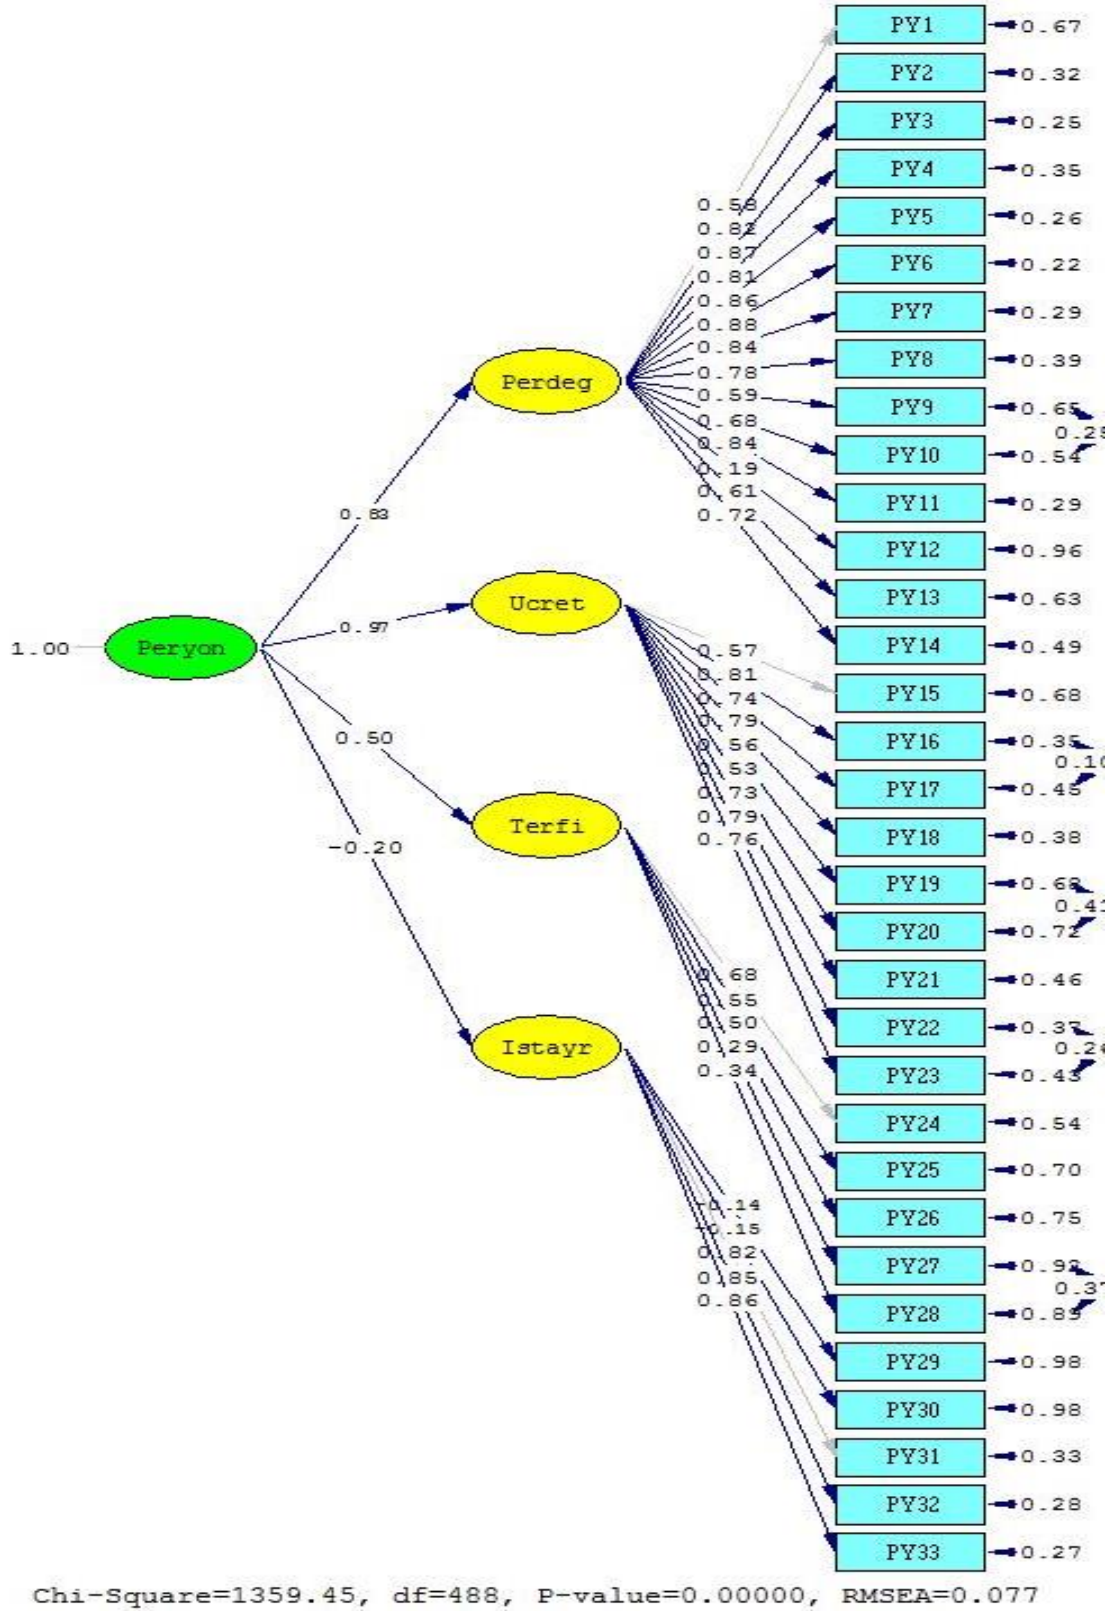 PY1 0.67
PY2 0.32
PY3 0.25
PY4 0.35
PY5 0.26
PY6 0.22
PY7 0.29
PY8 0.39
PY9 0.65
PY10 0.54
PY11 0.29
PY12 0.96
PY13 0.63
PY14 0.49
PY15 0.68
PY16 0.35
PY17 0.45
PY18 0.38
PY19 0.68
PY20 0.72
PY21 0.46
PY22 0.37
PY23 0.43
PY24 0.54
PY25 0.70
PY26 0.75
PY27 0.92
PY28 0.89
PY29 0.98
PY30 0.98
PY31 0.33
PY32 0.28
PY33 0.27
0.41
0.37
0.58
0.82
0.87
0.81
0.86
0.88
0.84
0.78
0.59
0.68
0.84
0.19
0.61
0.72
0.57
0.81
0.74
0.79
0.56
0.53
0.73
0.79
0.76
0.68
0.55
0.50
0.29
0.34
-0.14
-0.15
0.82
0.85
0.86
Perdeg
Ucret
Terfi
Istayr
0.83
0.97
0.50
-0.20
1.00 Peryon
Chi-Square=1359.45, df=488, P-value=0.00000, RMSEA=0.077